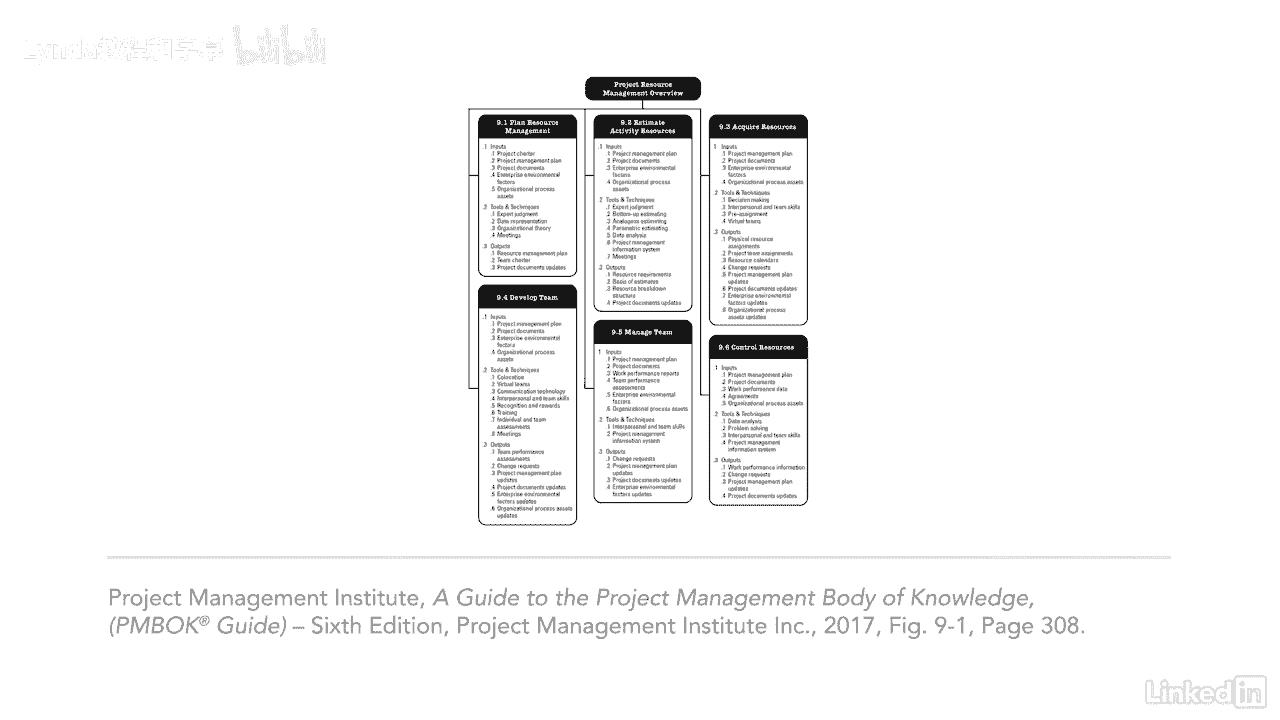 bilibili
Project Resource
Management Overview
9.1 Plan Resource
Management
.1 Inputs
.1 Project charter
.2 Project management plan
.3 Project documents
.4 Enterprise environmental
factors
.5 Organizational process
assets
.2 Tools & Techniques
.1 Expert judgment
.2 Data representation
.3 Organizational theory
.4 Meetings
.3 Outputs
.1 Resource management plan
.2 Team charter
.3 Project documents updates
9.2 Estimate
Activity Resources
.1 Inputs
.1 Project management plan
.2 Project documents
.3 Enterprise environmental
factors
.4 Organizational process
assets
.2 Tools & Techniques
.1 Expert judgment
.2 Bottom-up estimating
.3 Analogous estimating
.4 Parametric estimating
.5 Data analysis
.6 Project management
information system
.7 Meetings
.3 Outputs
.1 Resource requirements
.2 Basis of estimates
.3 Resource breakdown
structure
.4 Project documents updates
9.3 Acquire Resources
.1 Inputs
.1 Project management plan
.2 Project documents
.3 Enterprise environmental
factors
.4 Organizational process assets
.2 Tools & Techniques
.1 Decision making
.2 Interpersonal and team skills
.3 Pre-assignment
.4 Virtual teams
.3 Outputs
.1 Physical resource
assignments
.2 Project team assignments
.3 Resource calendars
.4 Change requests
.5 Project management plan
updates
.6 Project documents updates
.7 Enterprise environmental
factors updates
.8 Organizational process
assets updates
9.4 Develop Team
.1 Inputs
.1 Project management plan
.2 Project documents
.3 Enterprise environmental
factors
.4 Organizational process
assets
.2 Tools & Techniques
.1 Colocation
.2 Virtual teams
.3 Communication technology
.4 Interpersonal and team skills
.5 Recognition and rewards
.6 Training
.7 Individual and team
assessments
.8 Meetings
.3 Outputs
.1 Team performance
assessments
.2 Change requests
.3 Project management plan
updates
.4 Project documents updates
.5 Enterprise environmental
factors updates
.6 Organizational process assets
updates
9.5 Manage Team
.1 Inputs
.1 Project management plan
.2 Project documents
.3 Work performance reports
.4 Team performance
assessments
.5 Enterprise environmental
factors
.6 Organizational process assets
.2 Tools & Techniques
.1 Interpersonal and team skills
.2 Project management
information system
.3 Outputs
.1 Change requests
.2 Project management plan
updates
.3 Project documents updates
.4 Enterprise environmental
factors updates
9.6 Control Resources
.1 Inputs
.1 Project management plan
.2 Project documents
.3 Work performance data
.4 Agreements
.5 Organizational process assets
.2 Tools & Techniques
.1 Data analysis
.2 Problem solving
.3 Interpersonal and team skills
.4 Project management
information system
.3 Outputs
.1 Work performance information
.2 Change requests
.3 Project management plan
updates
.4 Project documents updates
Project Management Institute, A Guide to the Project Management Body of Knowledge,
(PMBOK® Guide) – Sixth Edition, Project Management Institute Inc., 2017, Fig. 9-1, Page 308.
Linkedin